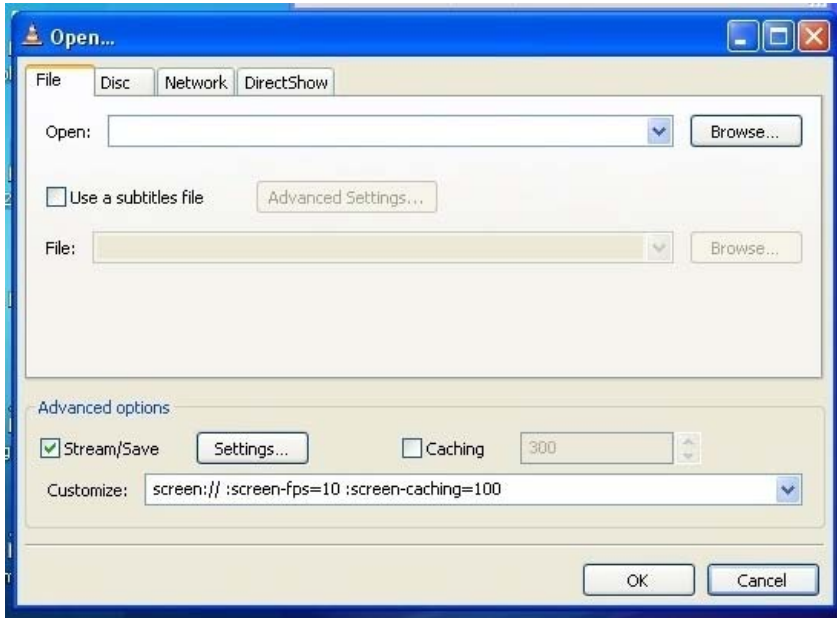 Open...
File Disc Network DirectShow
Open: Browse...
Use a subtitles file Advanced Settings...
File: Browse...
Advanced options
Stream/Save Settings... Caching 300
Customize: screen:// :screen-fps=10 :screen-caching=100
OK Cancel